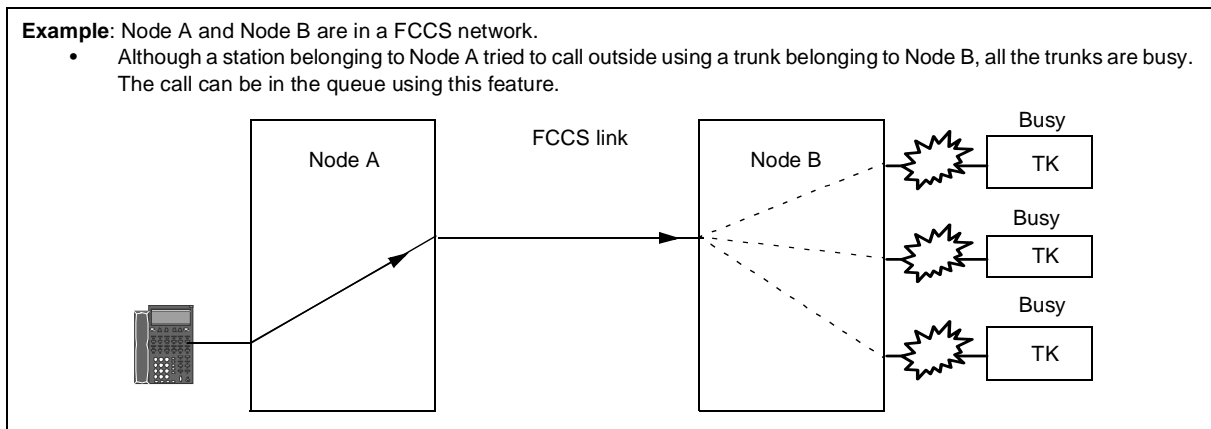 Example: Node A and Node B are in a FCCS network.
• Although a station belonging to Node A tried to call outside using a trunk belonging to Node B, all the trunks are busy.
The call can be in the queue using this feature.
Busy
FCCS link
Node A
Node B
TK
Busy
TK
Busy
TK